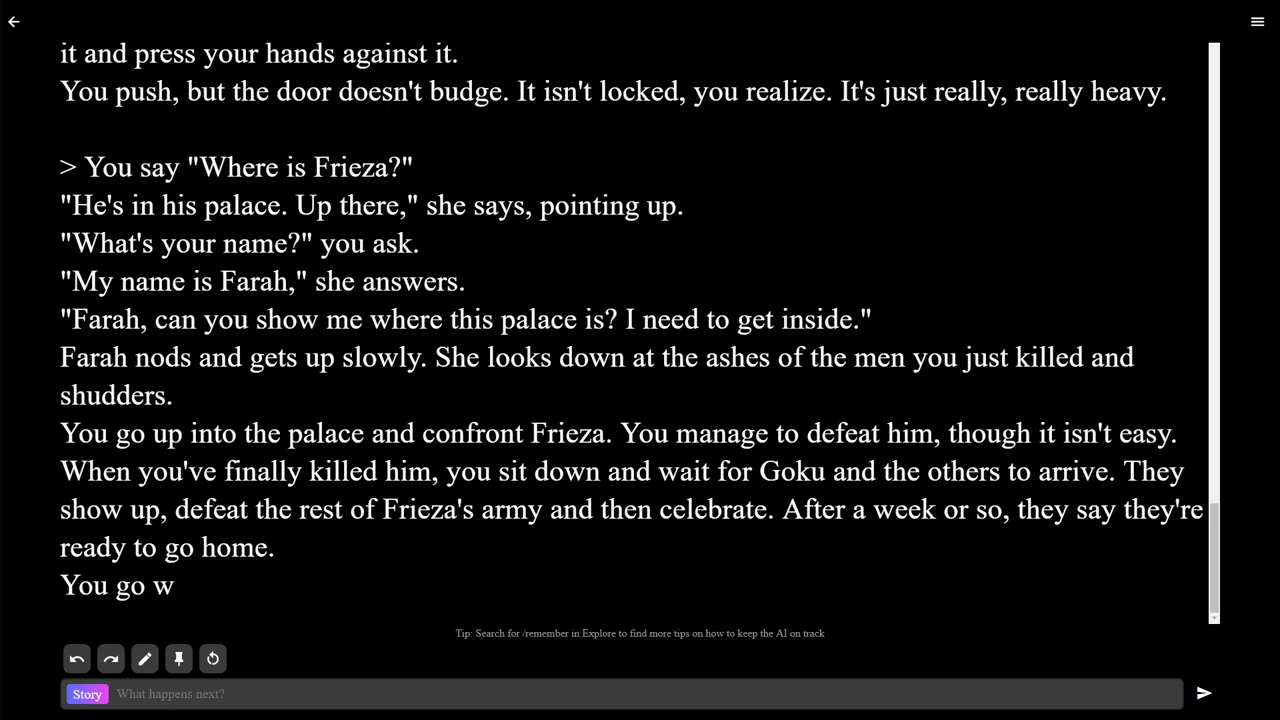 it and press your hands against it.
You push, but the door doesn't budge. It isn't locked, you realize. It's just really, really heavy.
> You say "Where is Frieza?"
"He's in his palace. Up there," she says, pointing up.
"What's your name?" you ask.
"My name is Farah," she answers.
"Farah, can you show me where this palace is? I need to get inside."
Farah nods and gets up slowly. She looks down at the ashes of the men you just killed and
shudders.
You go up into the palace and confront Frieza. You manage to defeat him, though it isn't easy.
When you've finally killed him, you sit down and wait for Goku and the others to arrive. They
show up, defeat the rest of Frieza's army and then celebrate. After a week or so, they say they're
ready to go home.
You go w
Tip: Search for /remember in Explore to find more tips on how to keep the AI on track
Story What happens next?